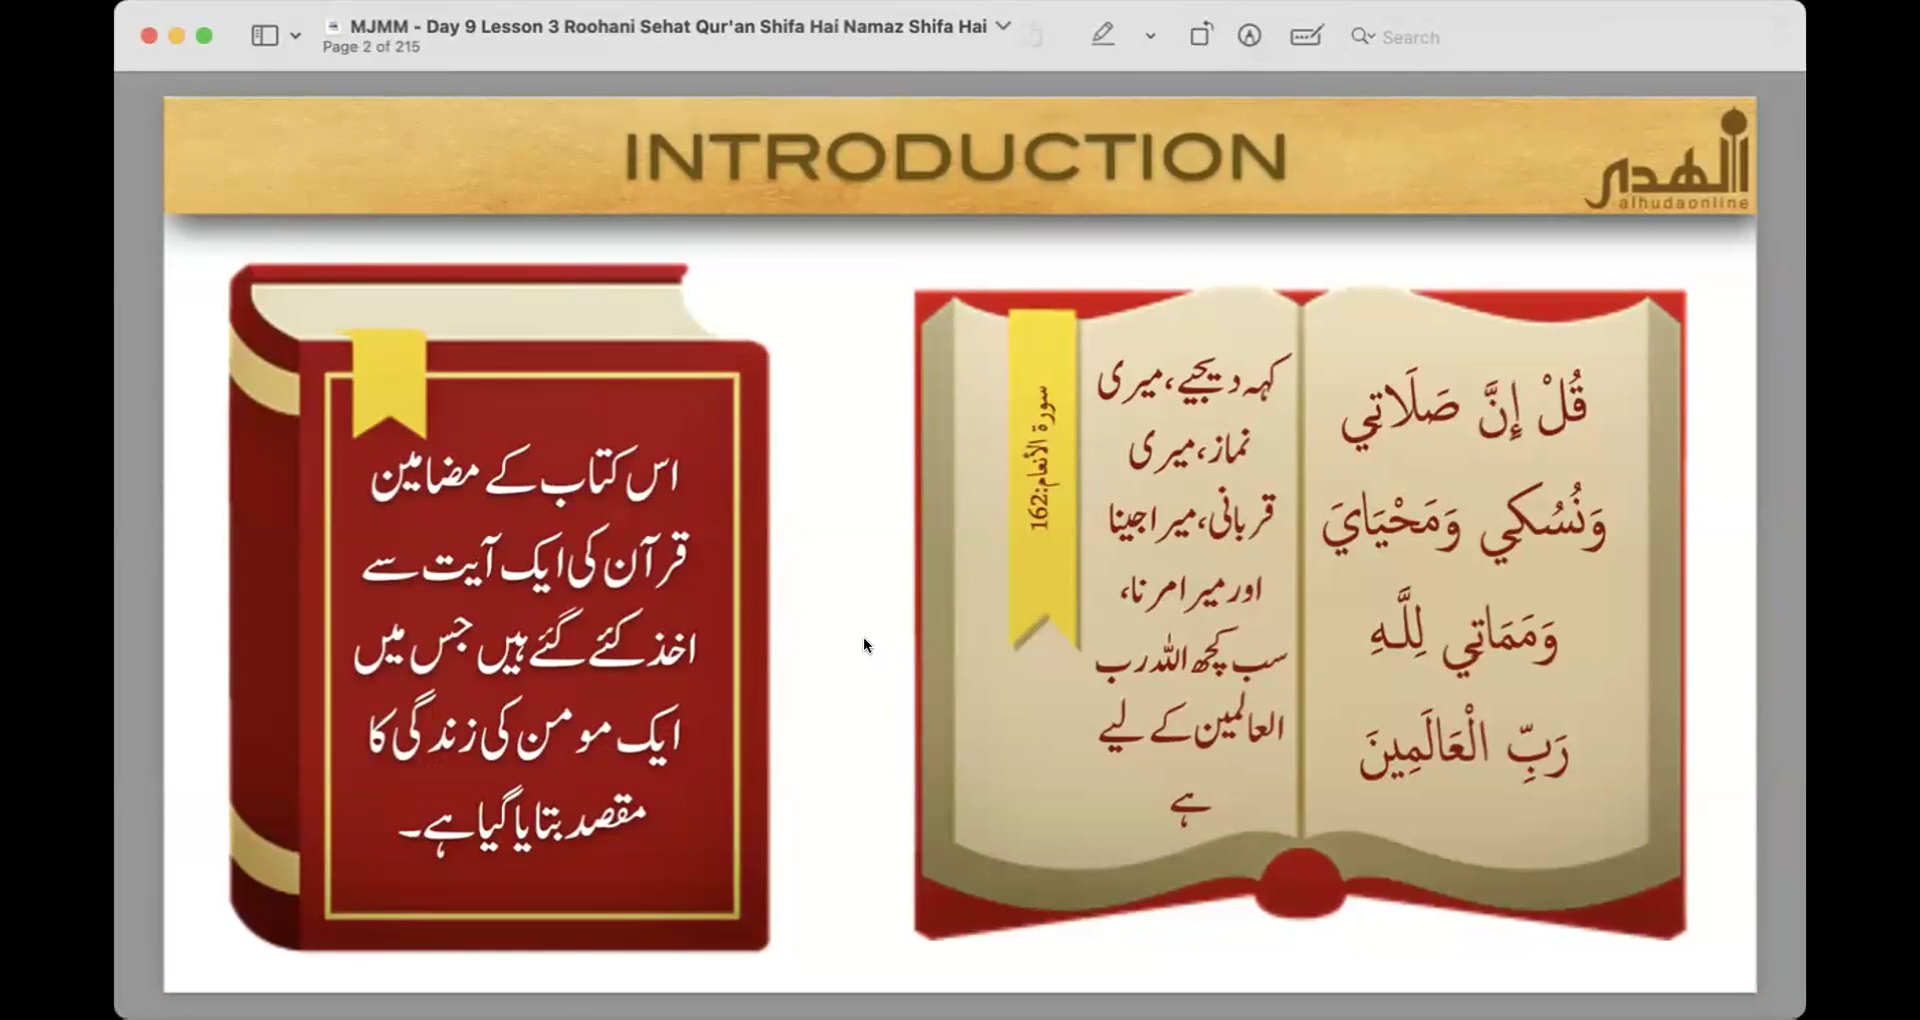 MJMM - Day 9 Lesson 3 Roohani Sehat Qur'an Shifa Hai Namaz Shifa Hai
Page 2 of 215
Search
INTRODUCTION
الهدى
alhudaonline
اس کتاب کے مضامین
قرآن کی ایک آیت سے
اخذ کئے گئے ہیں جس میں
ایک مومن کی زندگی کا
مقصد بتایا گیا ہے۔
قُلْ إِنَّ صَلَاتِي
وَنُسُكِي وَمَحْيَايَ
وَمَمَاتِي لِلَّـهِ
رَبِّ الْعَالَمِينَ
کہہ دیجیے، میری
نماز، میری
قربانی، میرا جینا
اور میرا مرنا،
سب کچھ اللہ رب
العالمین کے لیے
ہے
سورة الأنعام:162